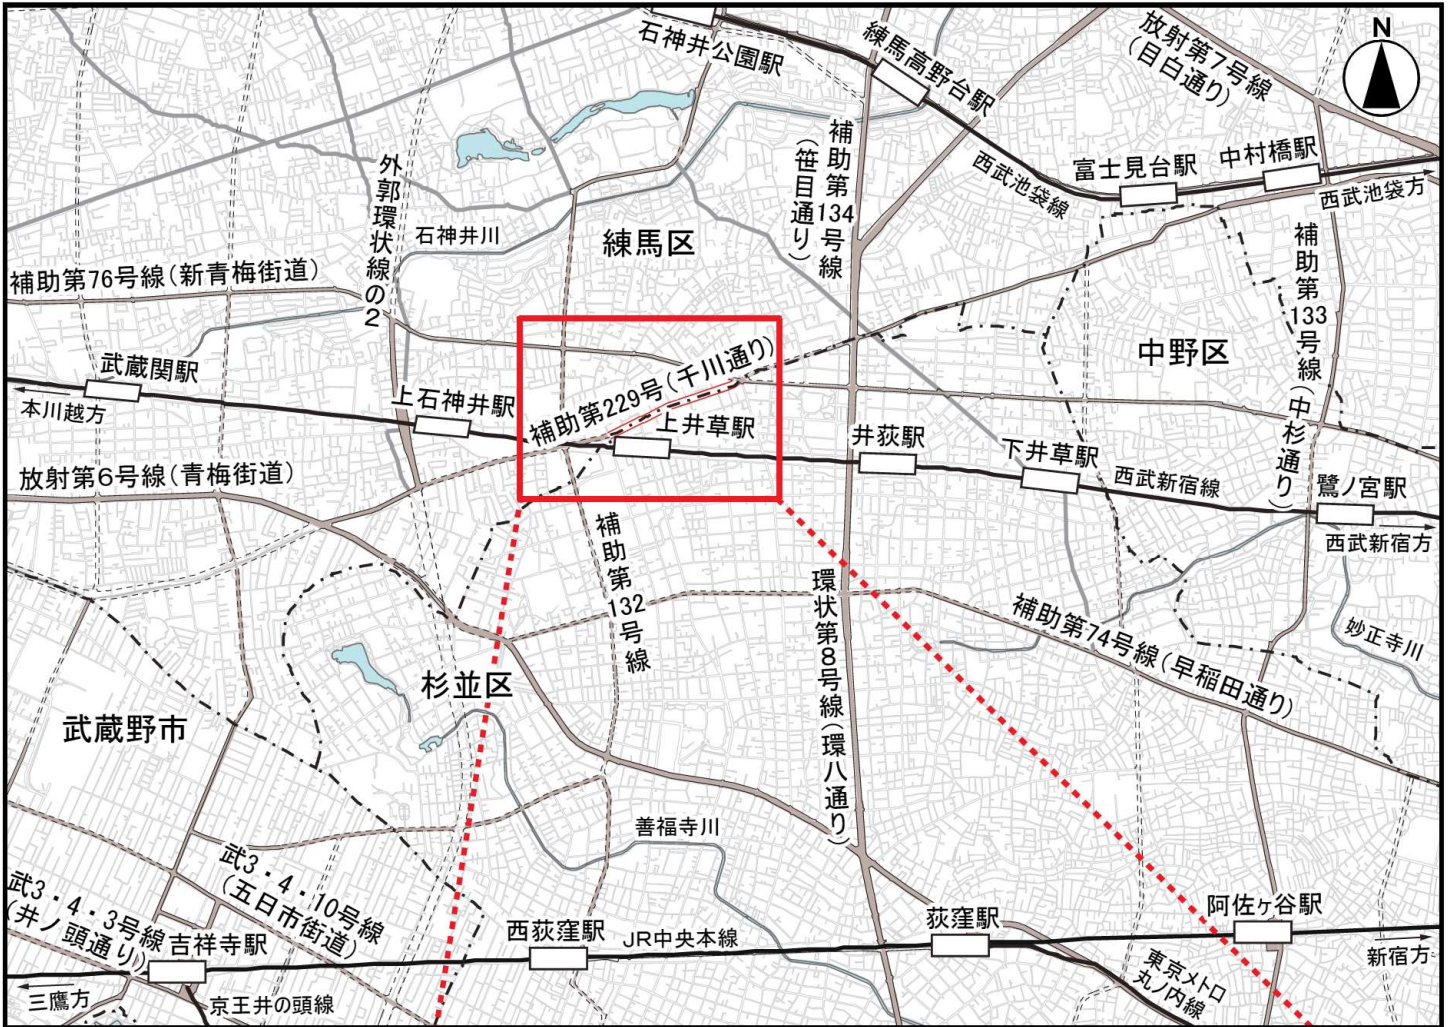 N
石神井公園駅
練馬高野台駅
放射第7号線
(目白通り)
補助第134号線
(笹目通り)
西武池袋線
富士見台駅
中村橋駅
西武池袋方
外郭環状線の2
石神井川
練馬区
補助第76号線(新青梅街道)
補助第133号線(中杉通り)
中野区
武蔵関駅
本川越方
上石神井駅
補助第229号(千川通り)
上井草駅
井荻駅
下井草駅
西武新宿線
鷺ノ宮駅
西武新宿方
放射第6号線(青梅街道)
補助第132号線
環状第8号線(環八通り)
補助第74号線(早稲田通り)
妙正寺川
杉並区
武蔵野市
善福寺川
武3・4・10号線
(五日市街道)
武3・4・3号線
(井ノ頭通り)
吉祥寺駅
西荻窪駅
JR中央本線
荻窪駅
阿佐ヶ谷駅
新宿方
三鷹方
京王井の頭線
東京メトロ
丸ノ内線